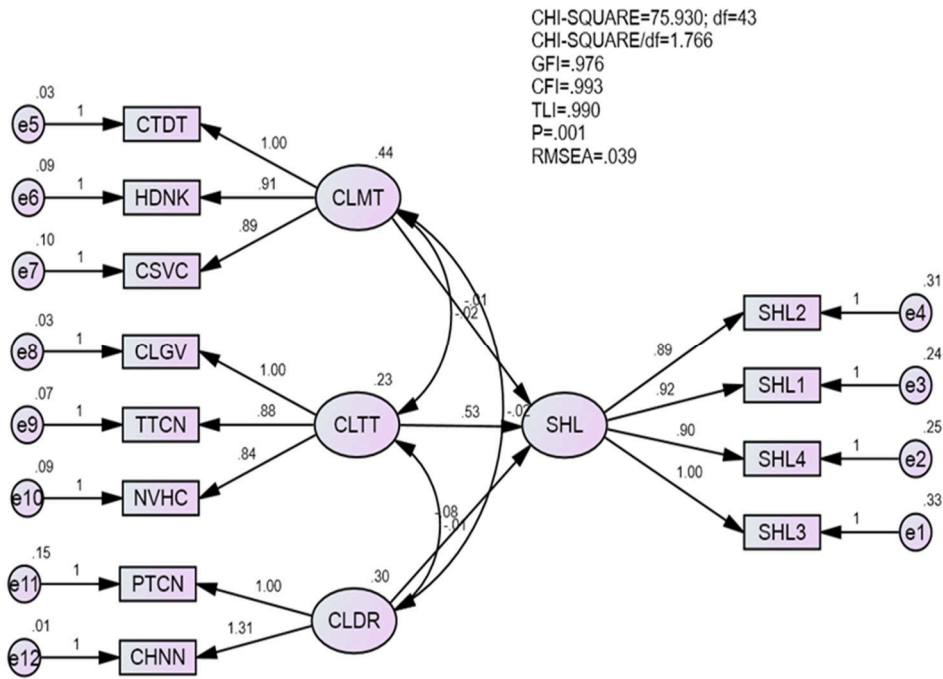 CHI-SQUARE=75.930; df=43
CHI-SQUARE/df=1.766
GFI=.976
CFI=.993
TLI=.990
P=.001
RMSEA=.039
.03
e5 1 CTDT
1.00
.09
e6 1 HDNK
.91
.10
e7 1 CSVC
.89
.44
CLMT
.03
e8 1 CLGV
1.00
.07
e9 1 TTCN
.88
.09
e10 1 NVHC
.84
.23
CLTT
.15
e11 1 PTCN
1.00
.01
e12 1 CHNN
1.31
.30
CLDR
-.01
-.02
.53
-.02
-.01
SHL
.89
SHL2 1 e4
.31
.92
SHL1 1 e3
.24
.90
SHL4 1 e2
.25
1.00
SHL3 1 e1
.33